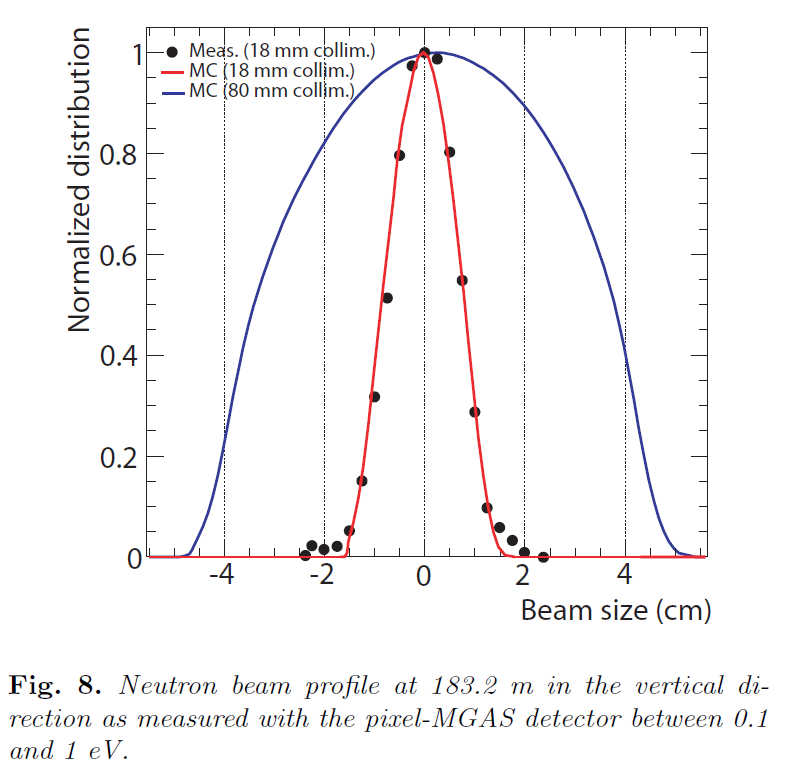 Normalized distribution
1
0.8
0.6
0.4
0.2
0
Meas. (18 mm collim.)
MC (18 mm collim.)
MC (80 mm collim.)
-4
-2
0
2
4
Beam size (cm)
Fig. 8. Neutron beam profile at 183.2 m in the vertical di-
rection as measured with the pixel-MGAS detector between 0.1
and 1 eV.